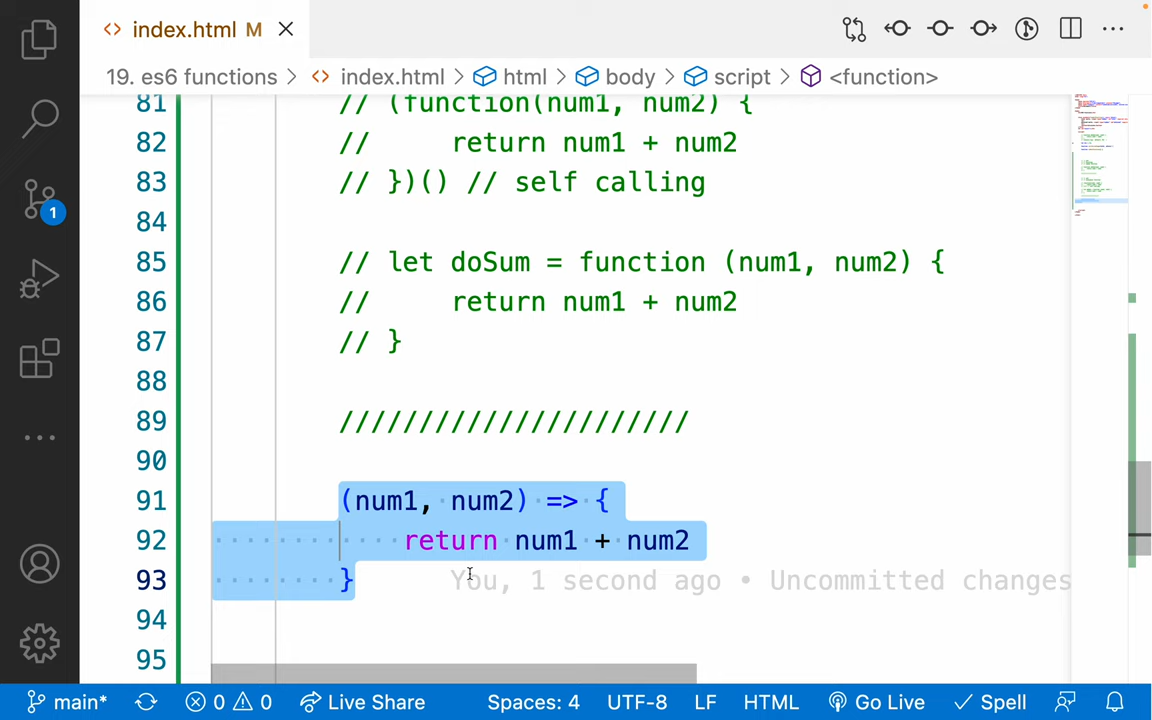 index.html M
19. es6 functions > index.html > html > body > script > <function>
81 // (function(num1, num2) {
82 //     return num1 + num2
83 // })() // self calling
84
85 // let doSum = function (num1, num2) {
86 //     return num1 + num2
87 // }
88
89 //////////////////////
90
91 (num1, num2) => {
92     return num1 + num2
93 } You, 1 second ago • Uncommitted changes
94
95
1
main* 0 0 Live Share Spaces: 4 UTF-8 LF HTML Go Live Spell